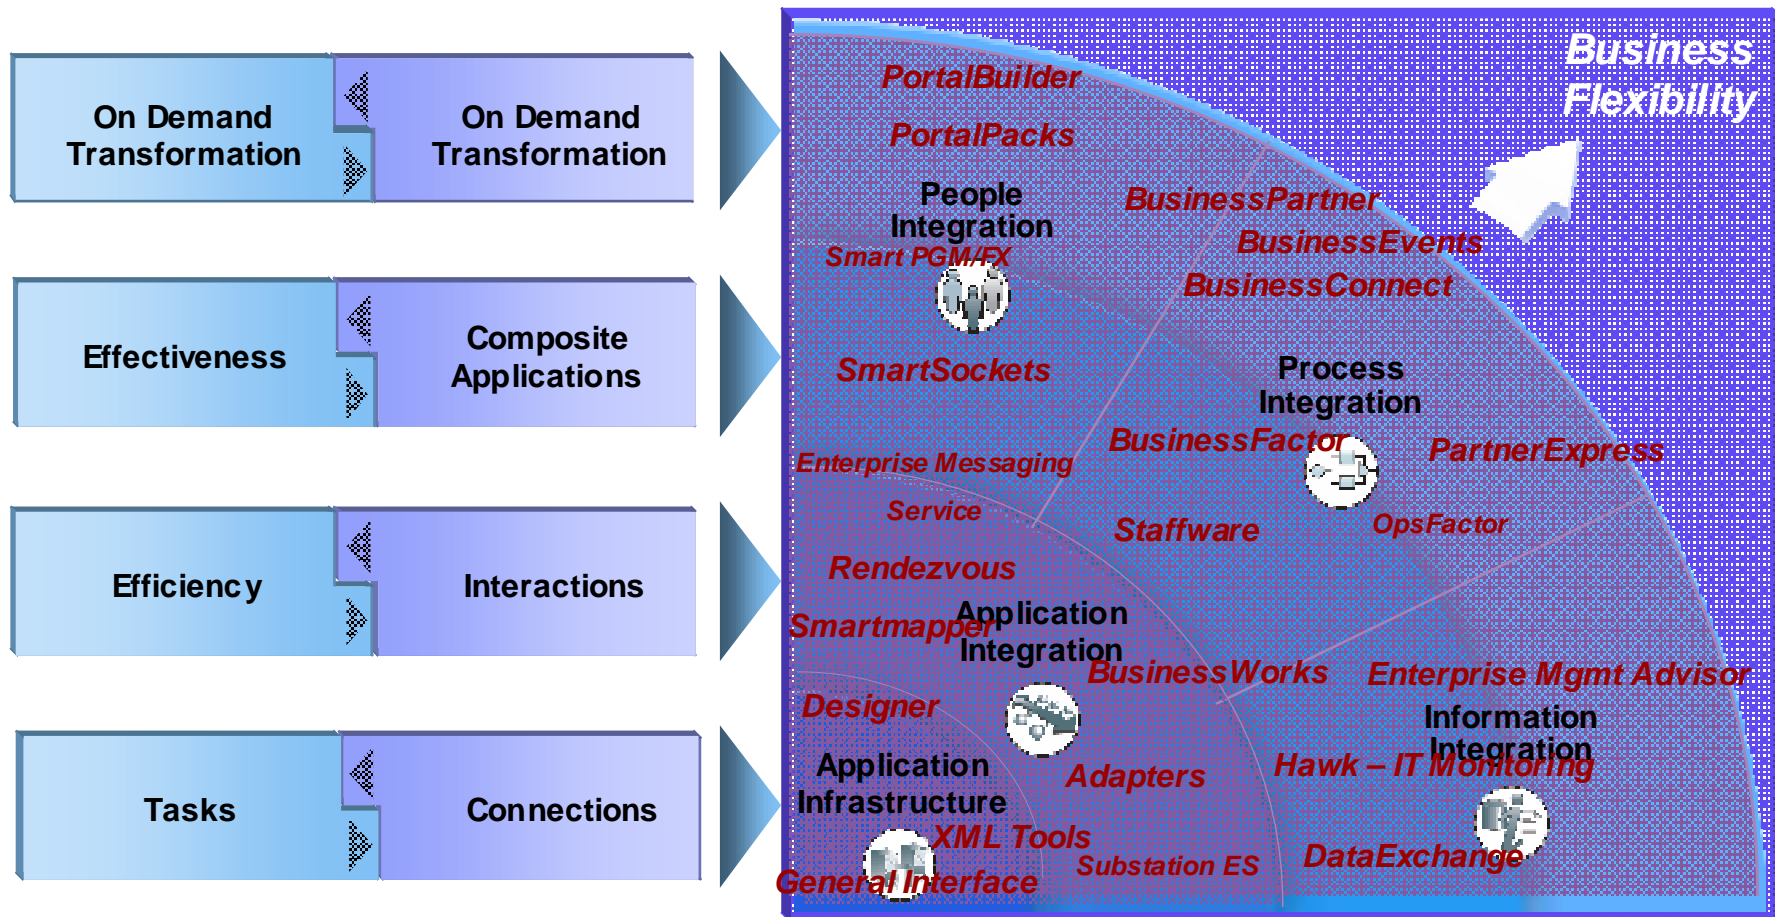 On Demand
Transformation
On Demand
Transformation
Effectiveness
Composite
Applications
Efficiency
Interactions
Tasks
Connections
Business
Flexibility
PortalBuilder
PortalPacks
People
Integration
Smart PGM/FX
SmartSockets
BusinessPartner
BusinessEvents
BusinessConnect
Process
Integration
BusinessFactor
PartnerExpress
Enterprise Messaging
Service
Staffware
OpsFactor
Rendezvous
Application
Integration
Smartmapper
BusinessWorks
Enterprise Mgmt Advisor
Designer
Information
Integration
Hawk – IT Monitoring
Application
Infrastructure
Adapters
XML Tools
Substation ES
DataExchange
General Interface